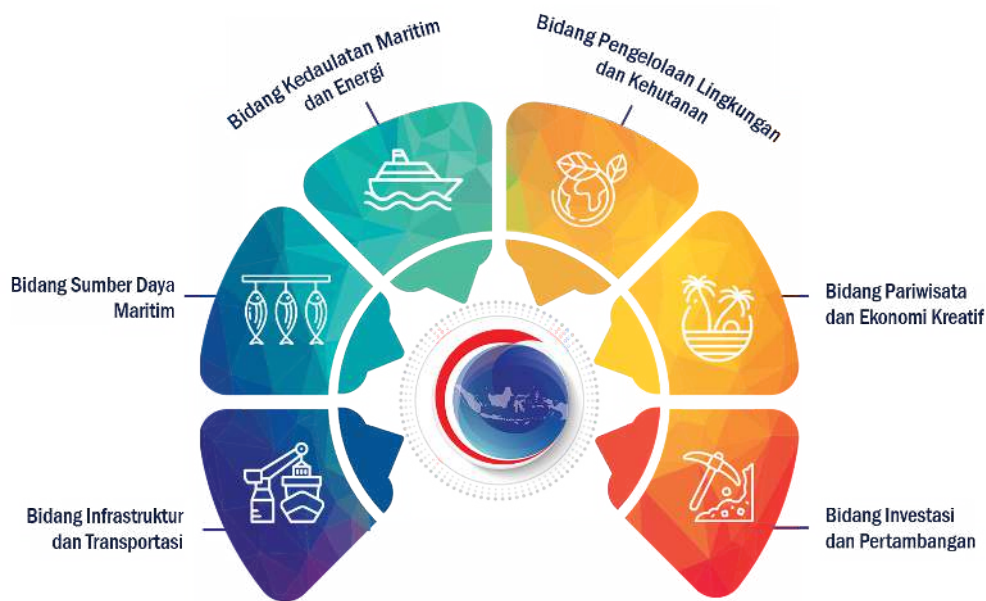 Bidang Kedaulatan Maritim
dan Energi
Bidang Pengelolaan Lingkungan
dan Kehutanan
Bidang Sumber Daya
Maritim
Bidang Pariwisata
dan Ekonomi Kreatif
Bidang Infrastruktur
dan Transportasi
Bidang Investasi
dan Pertambangan